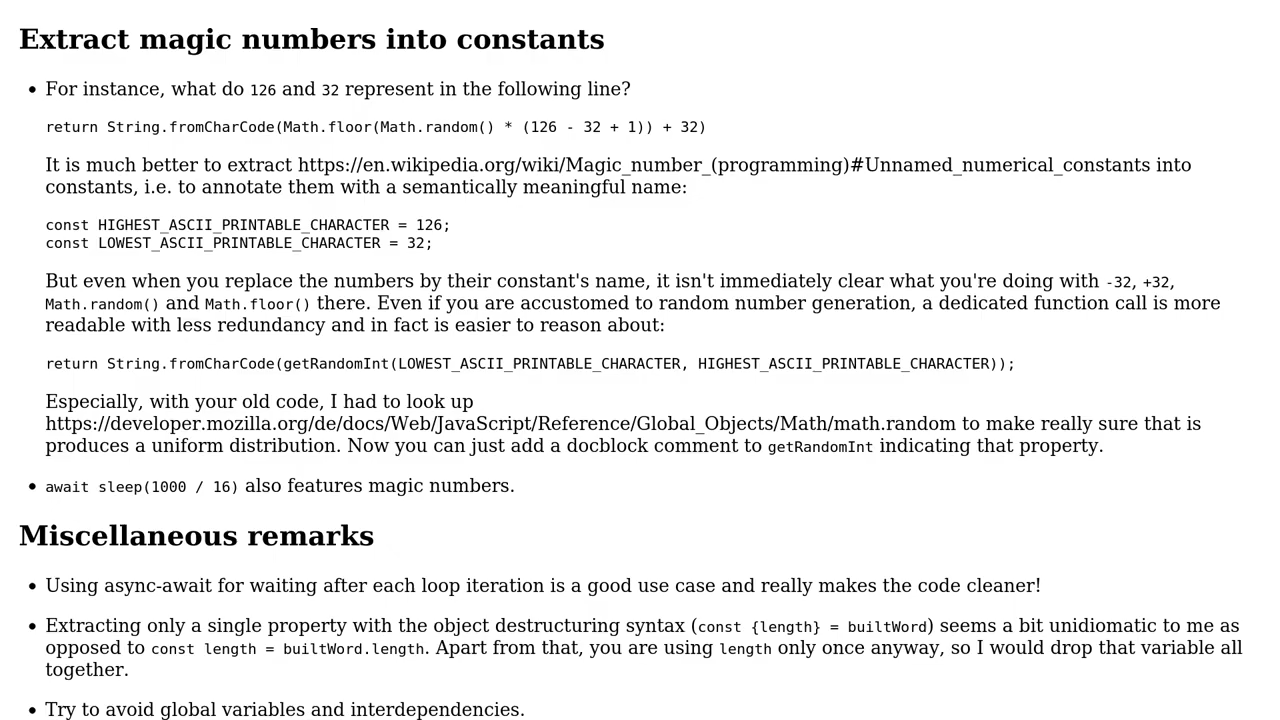 Extract magic numbers into constants
• For instance, what do 126 and 32 represent in the following line?
return String.fromCharCode(Math.floor(Math.random() * (126 - 32 + 1)) + 32)
It is much better to extract https://en.wikipedia.org/wiki/Magic_number_(programming)#Unnamed_numerical_constants into
constants, i.e. to annotate them with a semantically meaningful name:
const HIGHEST_ASCII_PRINTABLE_CHARACTER = 126;
const LOWEST_ASCII_PRINTABLE_CHARACTER = 32;
But even when you replace the numbers by their constant's name, it isn't immediately clear what you're doing with -32, +32,
Math.random() and Math.floor() there. Even if you are accustomed to random number generation, a dedicated function call is more
readable with less redundancy and in fact is easier to reason about:
return String.fromCharCode(getRandomInt(LOWEST_ASCII_PRINTABLE_CHARACTER, HIGHEST_ASCII_PRINTABLE_CHARACTER));
Especially, with your old code, I had to look up
https://developer.mozilla.org/de/docs/Web/JavaScript/Reference/Global_Objects/Math/math.random to make really sure that is
produces a uniform distribution. Now you can just add a docblock comment to getRandomInt indicating that property.
• await sleep(1000 / 16) also features magic numbers.
Miscellaneous remarks
• Using async-await for waiting after each loop iteration is a good use case and really makes the code cleaner!
• Extracting only a single property with the object destructuring syntax (const {length} = builtWord) seems a bit unidiomatic to me as
opposed to const length = builtWord.length. Apart from that, you are using length only once anyway, so I would drop that variable all
together.
• Try to avoid global variables and interdependencies.